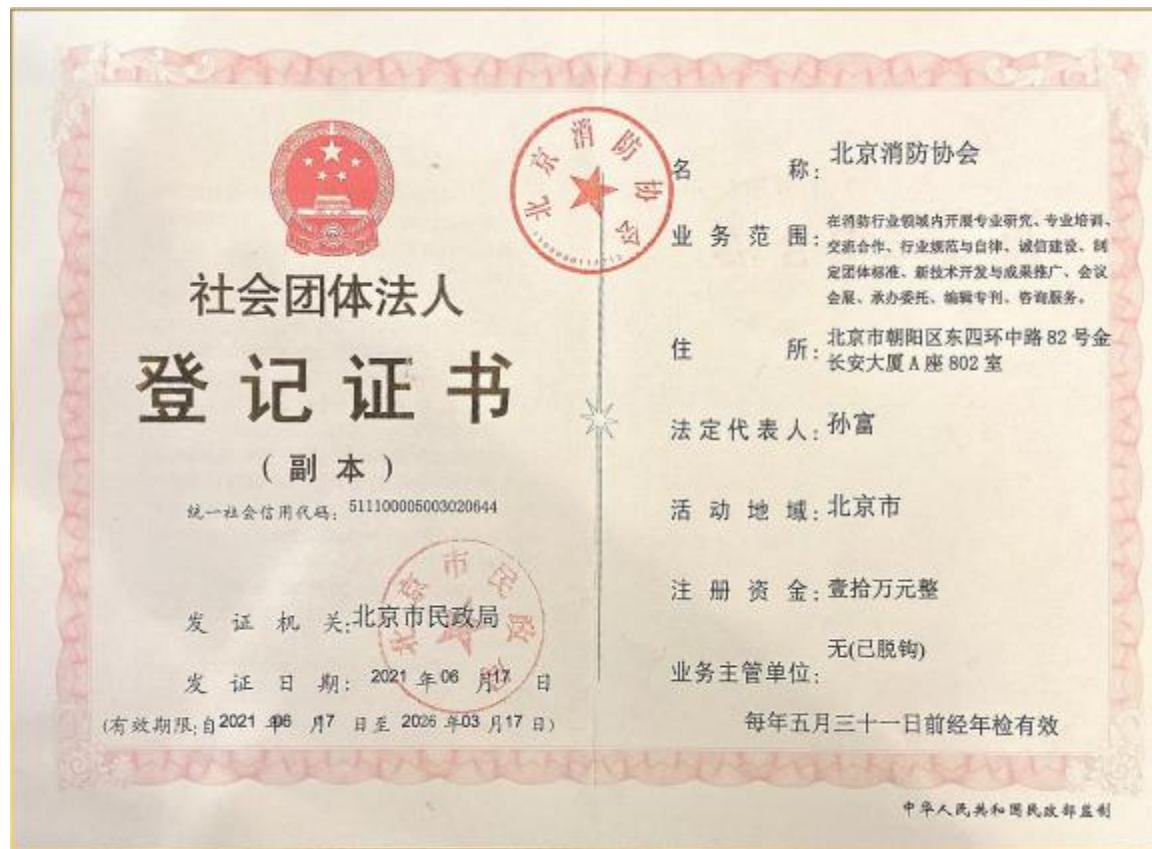 社会团体法人
登记证书
（副本）
统一社会信用代码：511100005003020644
发证机关：北京市民政局
发证日期：2021年06月17日
(有效期限:自2021年06月17日至2026年03月17日)
北京消防协会
北京市民政局
名称：北京消防协会
业务范围：在消防行业领域内开展专业研究、专业培训、
交流合作、行业规范与自律、诚信建设、制
定团体标准、新技术开发与成果推广、会议
会展、承办委托、编辑专刊、咨询服务。
住所：北京市朝阳区东四环中路82号金
长安大厦A座802室
法定代表人：孙富
活动地域：北京市
注册资金：壹拾万元整
业务主管单位：无(已脱钩)
每年五月三十一日前经年检有效
中华人民共和国民政部监制